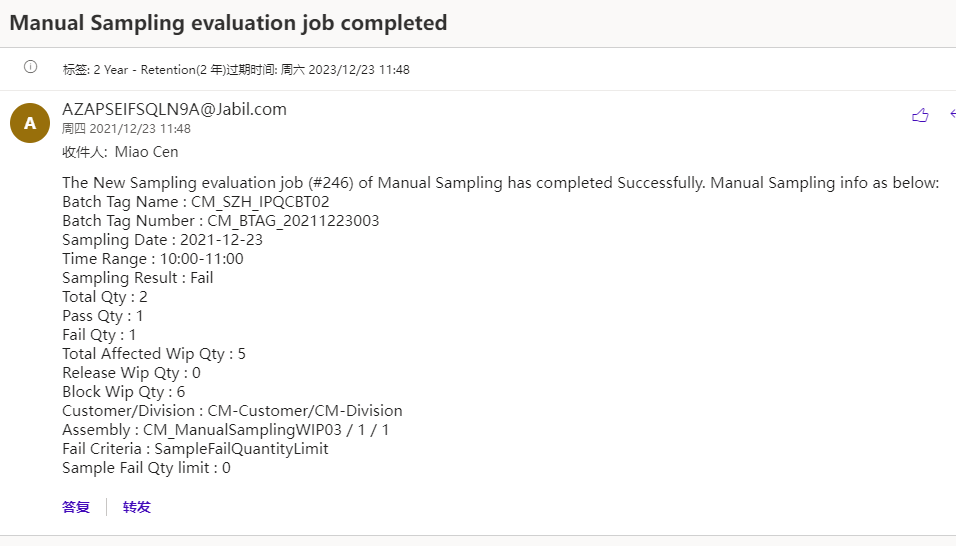 Manual Sampling evaluation job completed
标签: 2 Year - Retention(2 年)过期时间: 周六 2023/12/23 11:48
A
AZAPSEIFSQLN9A@Jabil.com
周四 2021/12/23 11:48
收件人: Miao Cen
The New Sampling evaluation job (#246) of Manual Sampling has completed Successfully. Manual Sampling info as below:
Batch Tag Name : CM_SZH_IPQCBT02
Batch Tag Number : CM_BTAG_20211223003
Sampling Date : 2021-12-23
Time Range : 10:00-11:00
Sampling Result : Fail
Total Qty : 2
Pass Qty : 1
Fail Qty : 1
Total Affected Wip Qty : 5
Release Wip Qty : 0
Block Wip Qty : 6
Customer/Division : CM-Customer/CM-Division
Assembly : CM_ManualSamplingWIP03 / 1 / 1
Fail Criteria : SampleFailQuantityLimit
Sample Fail Qty limit : 0
答复 转发